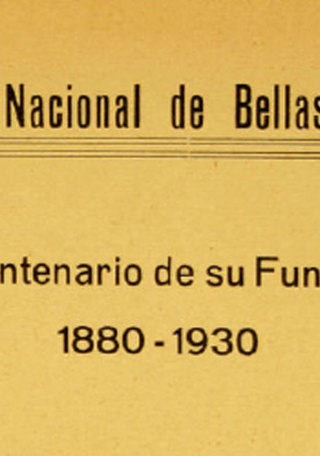 Nacional de Bellas
ntenario de su Fun
1880 - 1930